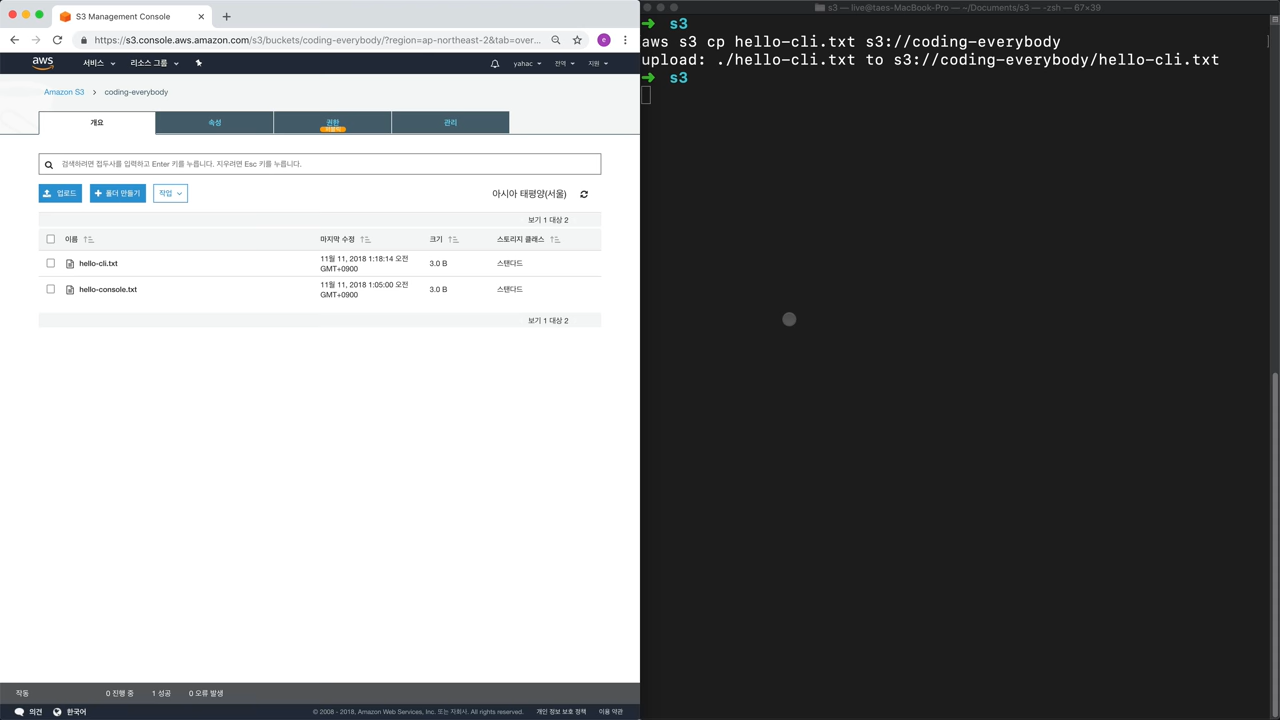 S3 Management Console
https://s3.console.aws.amazon.com/s3/buckets/coding-everybody/?region=ap-northeast-2&tab=over...
e
aws
서비스
리소스 그룹
yahac
전역
지원
Amazon S3
coding-everybody
개요
속성
권한
퍼블릭
관리
검색하려면 접두사를 입력하고 Enter 키를 누릅니다. 지우려면 Esc 키를 누릅니다.
업로드
폴더 만들기
작업
아시아 태평양(서울)
보기 1 대상 2
이름
마지막 수정
크기
스토리지 클래스
hello-cli.txt
11월 11, 2018 1:18:14 오전
GMT+0900
3.0 B
스탠다드
hello-console.txt
11월 11, 2018 1:05:00 오전
GMT+0900
3.0 B
스탠다드
보기 1 대상 2
작동
0 진행 중
1 성공
0 오류 발생
의견
한국어
© 2008 - 2018, Amazon Web Services, Inc. 또는 자회사. All rights reserved.
개인 정보 보호 정책
이용 약관
s3 — live@taes-MacBook-Pro — ~/Documents/s3 — -zsh — 67×39
➜ s3
aws s3 cp hello-cli.txt s3://coding-everybody
upload: ./hello-cli.txt to s3://coding-everybody/hello-cli.txt
➜ s3